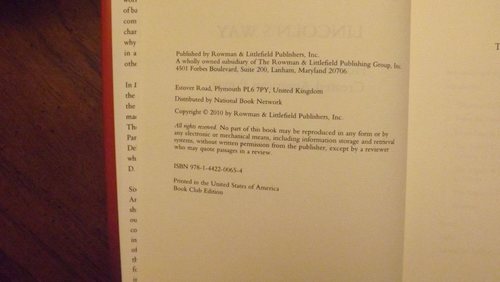 LINCOLN'S WAY
Published by Rowman & Littlefield Publishers, Inc.
A wholly owned subsidiary of The Rowman & Littlefield Publishing Group, Inc.
4501 Forbes Boulevard, Suite 200, Lanham, Maryland 20706
Estover Road, Plymouth PL6 7PY, United Kingdom
Distributed by National Book Network
Copyright © 2010 by Rowman & Littlefield Publishers, Inc.
All rights reserved. No part of this book may be reproduced in any form or by
any electronic or mechanical means, including information storage and retrieval
systems, without written permission from the publisher, except by a reviewer
who may quote passages in a review.
ISBN 978-1-4422-0065-4
Printed in the United States of America
Book Club Edition